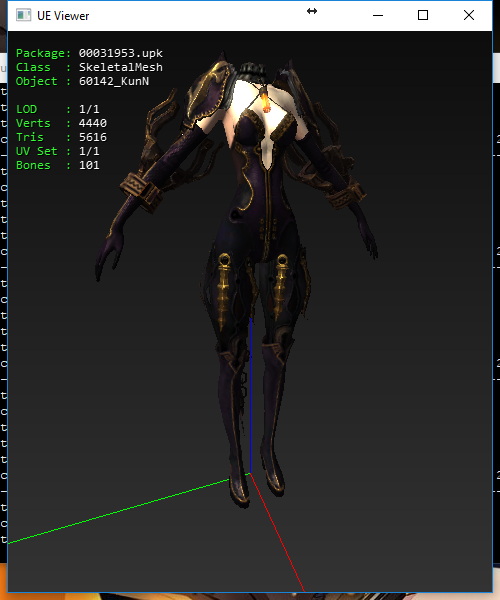 UE Viewer
Package: 00031953.upk
Class : SkeletalMesh
Object : 60142_KunN
LOD : 1/1
Verts : 4440
Tris : 5616
UV Set : 1/1
Bones : 101